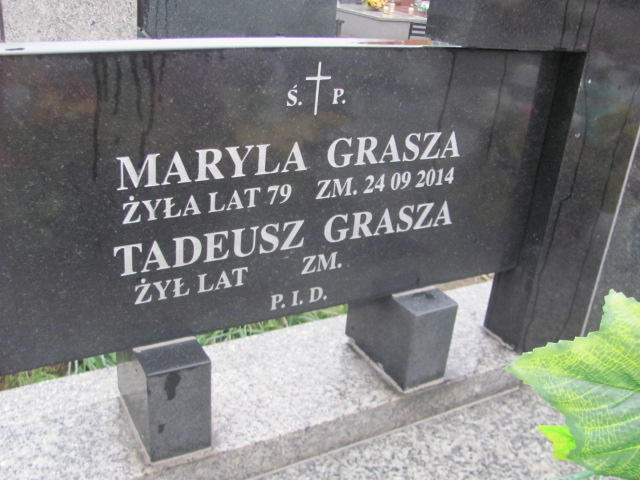 Ś. P.
MARYLA GRASZA
ŻYŁA LAT 79 ZM. 24 09 2014
TADEUSZ GRASZA
ŻYŁ LAT ZM.
P. I. D.